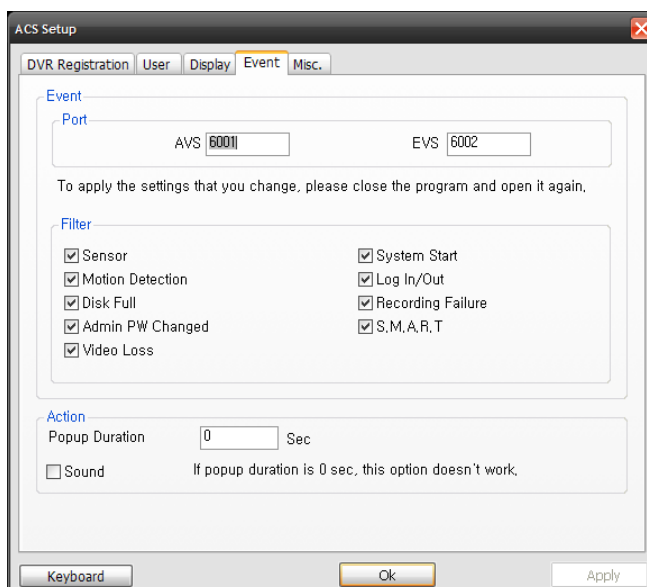 ACS Setup
DVR Registration User Display Event Misc.
Event
Port
AVS 6001 EVS 6002
To apply the settings that you change, please close the program and open it again,
Filter
Sensor System Start
Motion Detection Log In/Out
Disk Full Recording Failure
Admin PW Changed S,M,A,R,T
Video Loss
Action
Popup Duration 0 Sec
Sound If popup duration is 0 sec, this option doesn't work,
Keyboard Ok Apply